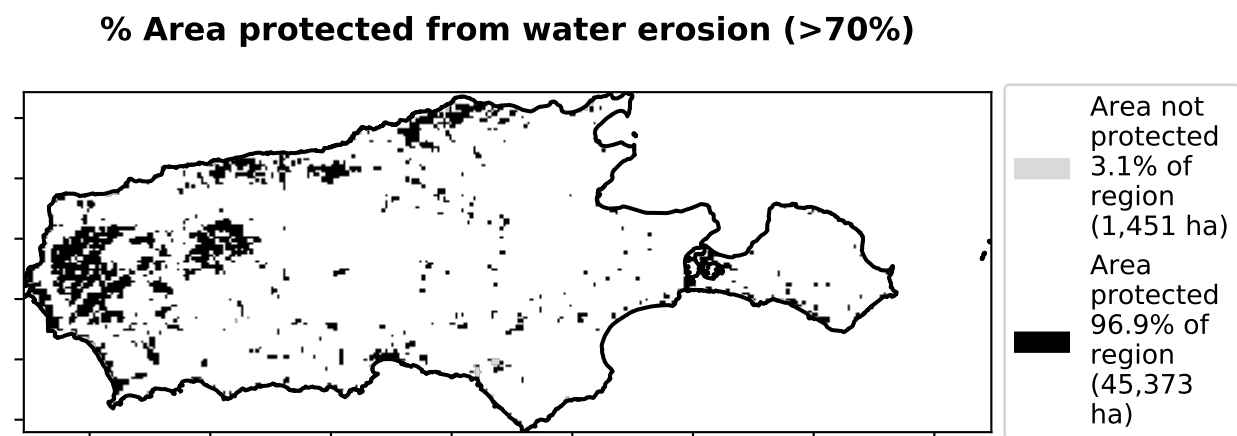 % Area protected from water erosion (>70%)
Area not
protected
3.1% of
region
(1,451 ha)
Area
protected
96.9% of
region
(45,373
ha)